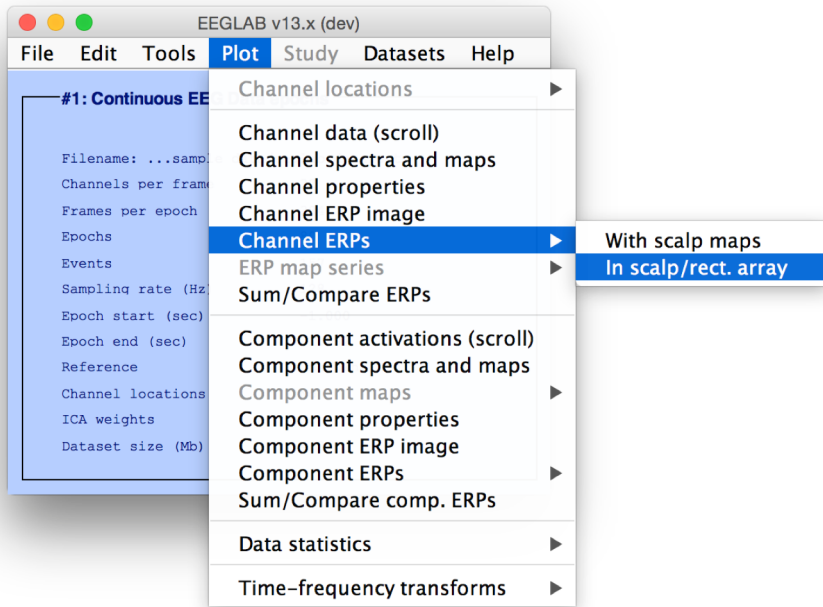 EEGLAB v13.x (dev)
File Edit Tools Plot Study Datasets Help
#1: Continuous EE
Filename: ...samp
Channels per frame
Frames per epoch
Epochs
Events
Sampling rate (Hz)
Epoch start (sec)
Epoch end (sec)
Reference
Channel locations
ICA weights
Dataset size (Mb)
Channel locations
Channel data (scroll)
Channel spectra and maps
Channel properties
Channel ERP image
Channel ERPs
ERP map series
Sum/Compare ERPs
Component activations (scroll)
Component spectra and maps
Component maps
Component properties
Component ERP image
Component ERPs
Sum/Compare comp. ERPs
Data statistics
Time-frequency transforms
With scalp maps
In scalp/rect. array